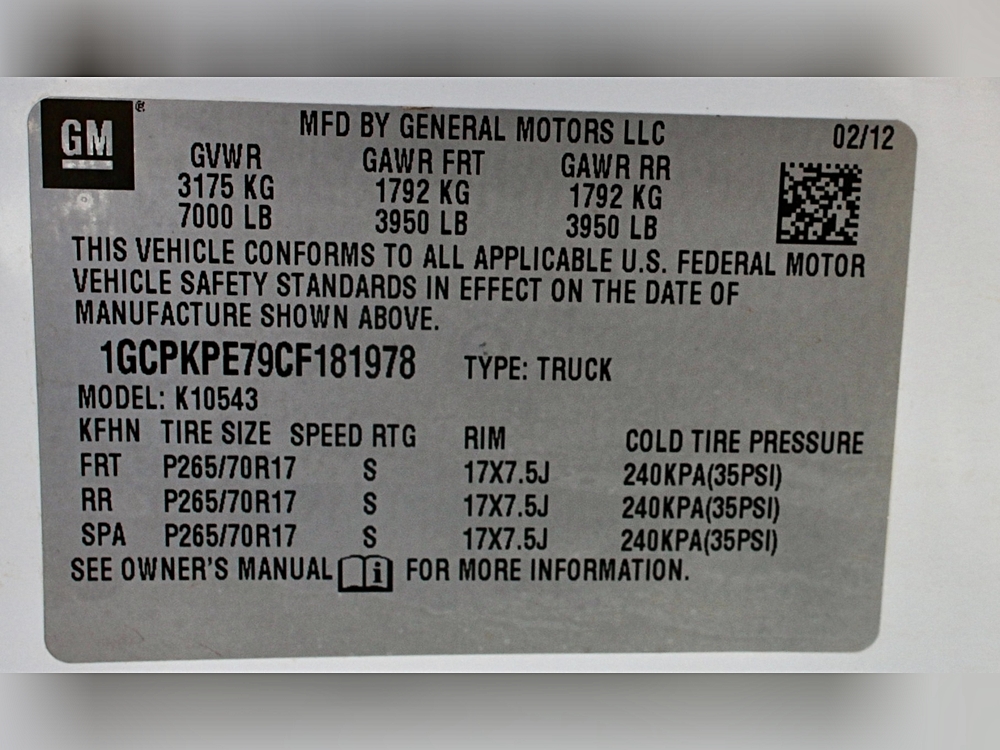 GM ®
MFD BY GENERAL MOTORS LLC 02/12
GVWR GAWR FRT GAWR RR
3175 KG 1792 KG 1792 KG
7000 LB 3950 LB 3950 LB
THIS VEHICLE CONFORMS TO ALL APPLICABLE U.S. FEDERAL MOTOR
VEHICLE SAFETY STANDARDS IN EFFECT ON THE DATE OF
MANUFACTURE SHOWN ABOVE.
1GCPKPE79CF181978 TYPE: TRUCK
MODEL: K10543
KFHN TIRE SIZE SPEED RTG RIM COLD TIRE PRESSURE
FRT P265/70R17 S 17X7.5J 240KPA(35PSI)
RR P265/70R17 S 17X7.5J 240KPA(35PSI)
SPA P265/70R17 S 17X7.5J 240KPA(35PSI)
SEE OWNER'S MANUAL i FOR MORE INFORMATION.